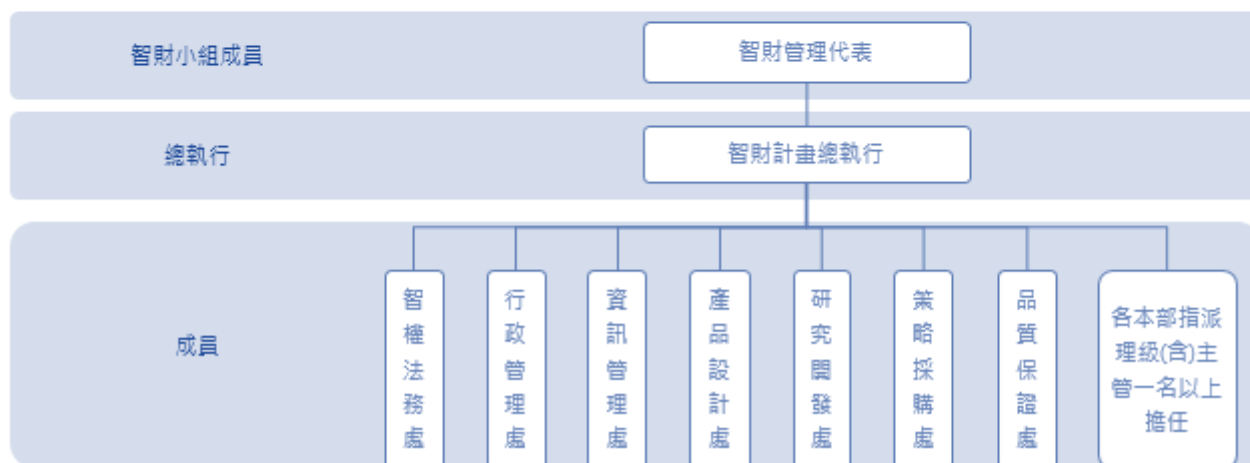 智財小組成員
智財管理代表
總執行
智財計畫總執行
成員
智權法務處
行政管理處
資訊管理處
產品設計處
研究開發處
策略採購處
品質保證處
各本部指派
理級(含)主
管一名以上
擔任